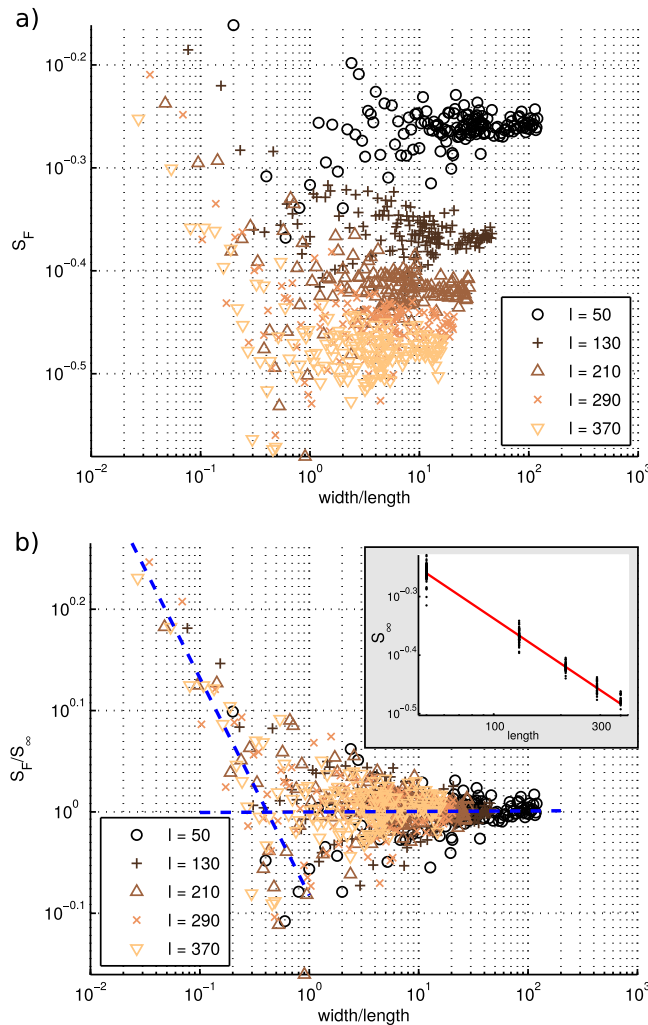 a)
10^−0.2
10^−0.3
10^−0.4
10^−0.5
S_F
l = 50
l = 130
l = 210
l = 290
l = 370
10^−2 10^−1 10^0 10^1 10^2 10^3
width/length
b)
10^0.2
10^0.1
10^0
10^−0.1
S_F/S_∞
10^−0.3
10^−0.4
10^−0.5
S_∞
100 300
length
l = 50
l = 130
l = 210
l = 290
l = 370
10^−2 10^−1 10^0 10^1 10^2 10^3
width/length